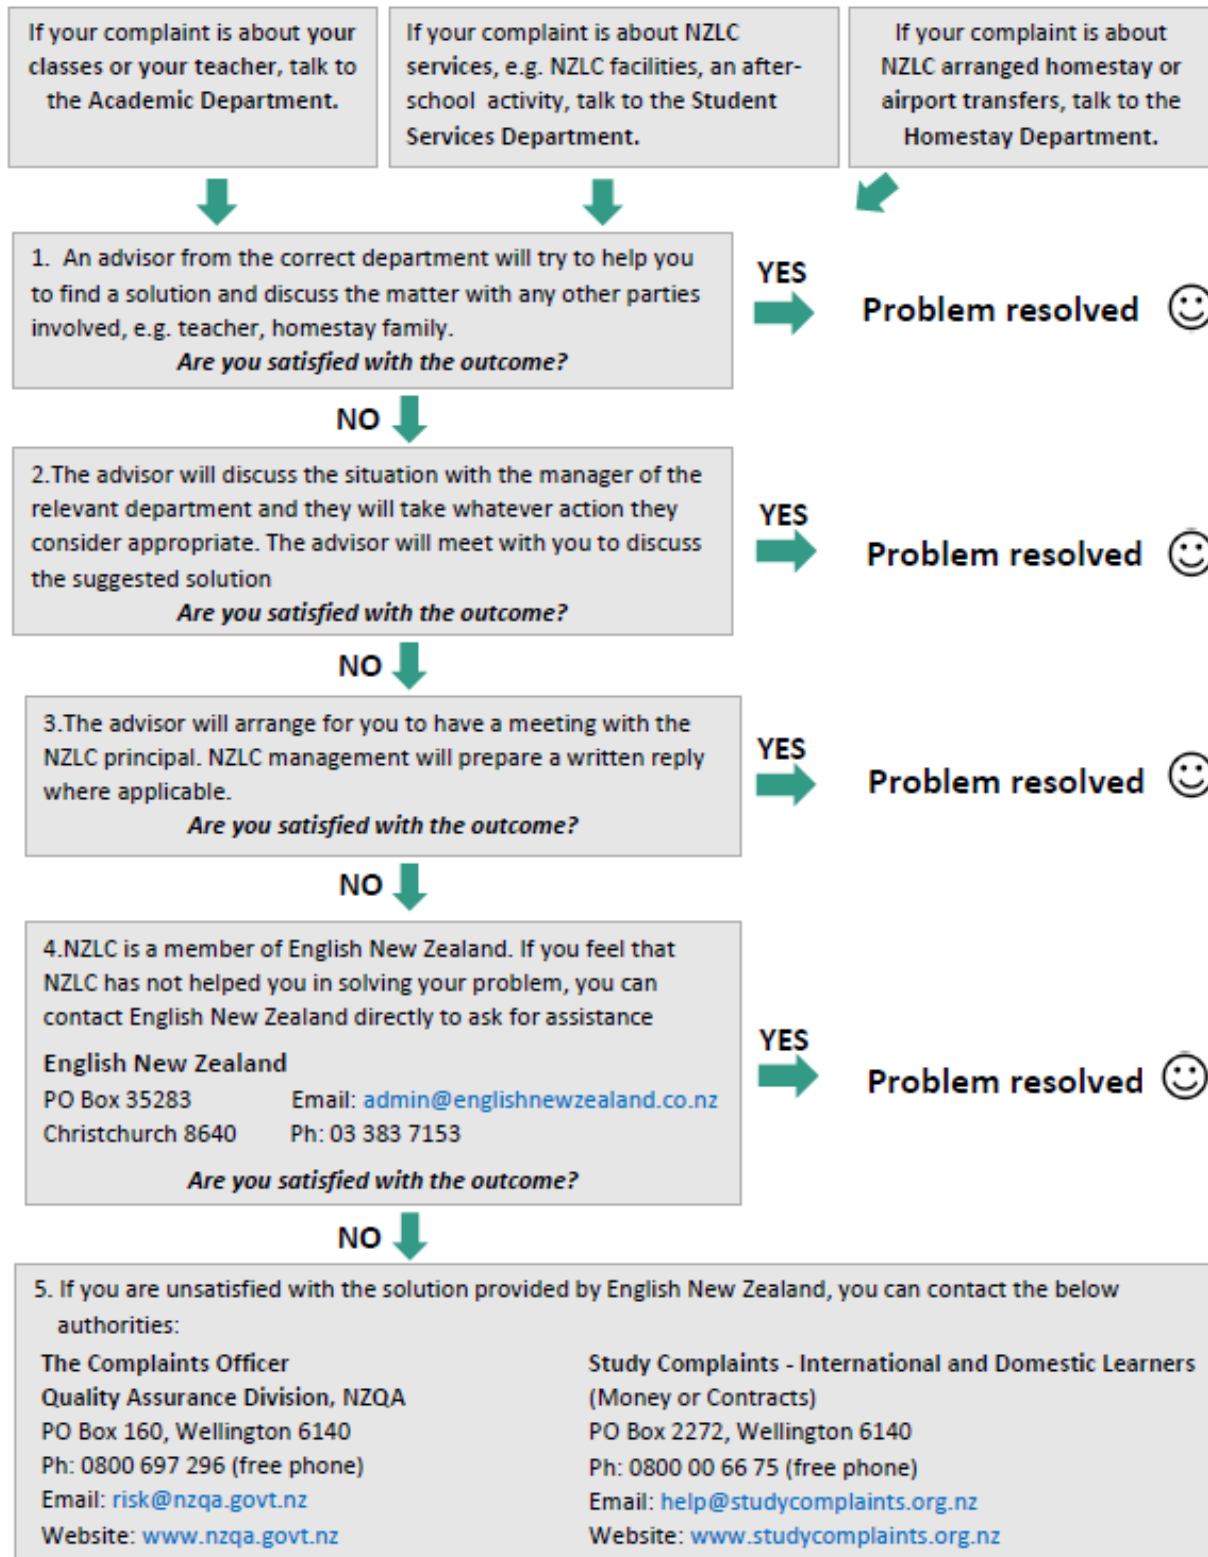 If your complaint is about your
classes or your teacher, talk to
the Academic Department.
If your complaint is about NZLC
services, e.g. NZLC facilities, an after-
school activity, talk to the Student
Services Department.
If your complaint is about
NZLC arranged homestay or
airport transfers, talk to the
Homestay Department.
1. An advisor from the correct department will try to help you
to find a solution and discuss the matter with any other parties
involved, e.g. teacher, homestay family.
Are you satisfied with the outcome?
YES
Problem resolved
NO
2.The advisor will discuss the situation with the manager of the
relevant department and they will take whatever action they
consider appropriate. The advisor will meet with you to discuss
the suggested solution
Are you satisfied with the outcome?
YES
Problem resolved
NO
3.The advisor will arrange for you to have a meeting with the
NZLC principal. NZLC management will prepare a written reply
where applicable.
Are you satisfied with the outcome?
YES
Problem resolved
NO
4.NZLC is a member of English New Zealand. If you feel that
NZLC has not helped you in solving your problem, you can
contact English New Zealand directly to ask for assistance
English New Zealand
PO Box 35283 Email: admin@englishnewzealand.co.nz
Christchurch 8640 Ph: 03 383 7153
Are you satisfied with the outcome?
YES
Problem resolved
NO
5. If you are unsatisfied with the solution provided by English New Zealand, you can contact the below
authorities:
The Complaints Officer
Quality Assurance Division, NZQA
PO Box 160, Wellington 6140
Ph: 0800 697 296 (free phone)
Email: risk@nzqa.govt.nz
Website: www.nzqa.govt.nz
Study Complaints - International and Domestic Learners
(Money or Contracts)
PO Box 2272, Wellington 6140
Ph: 0800 00 66 75 (free phone)
Email: help@studycomplaints.org.nz
Website: www.studycomplaints.org.nz